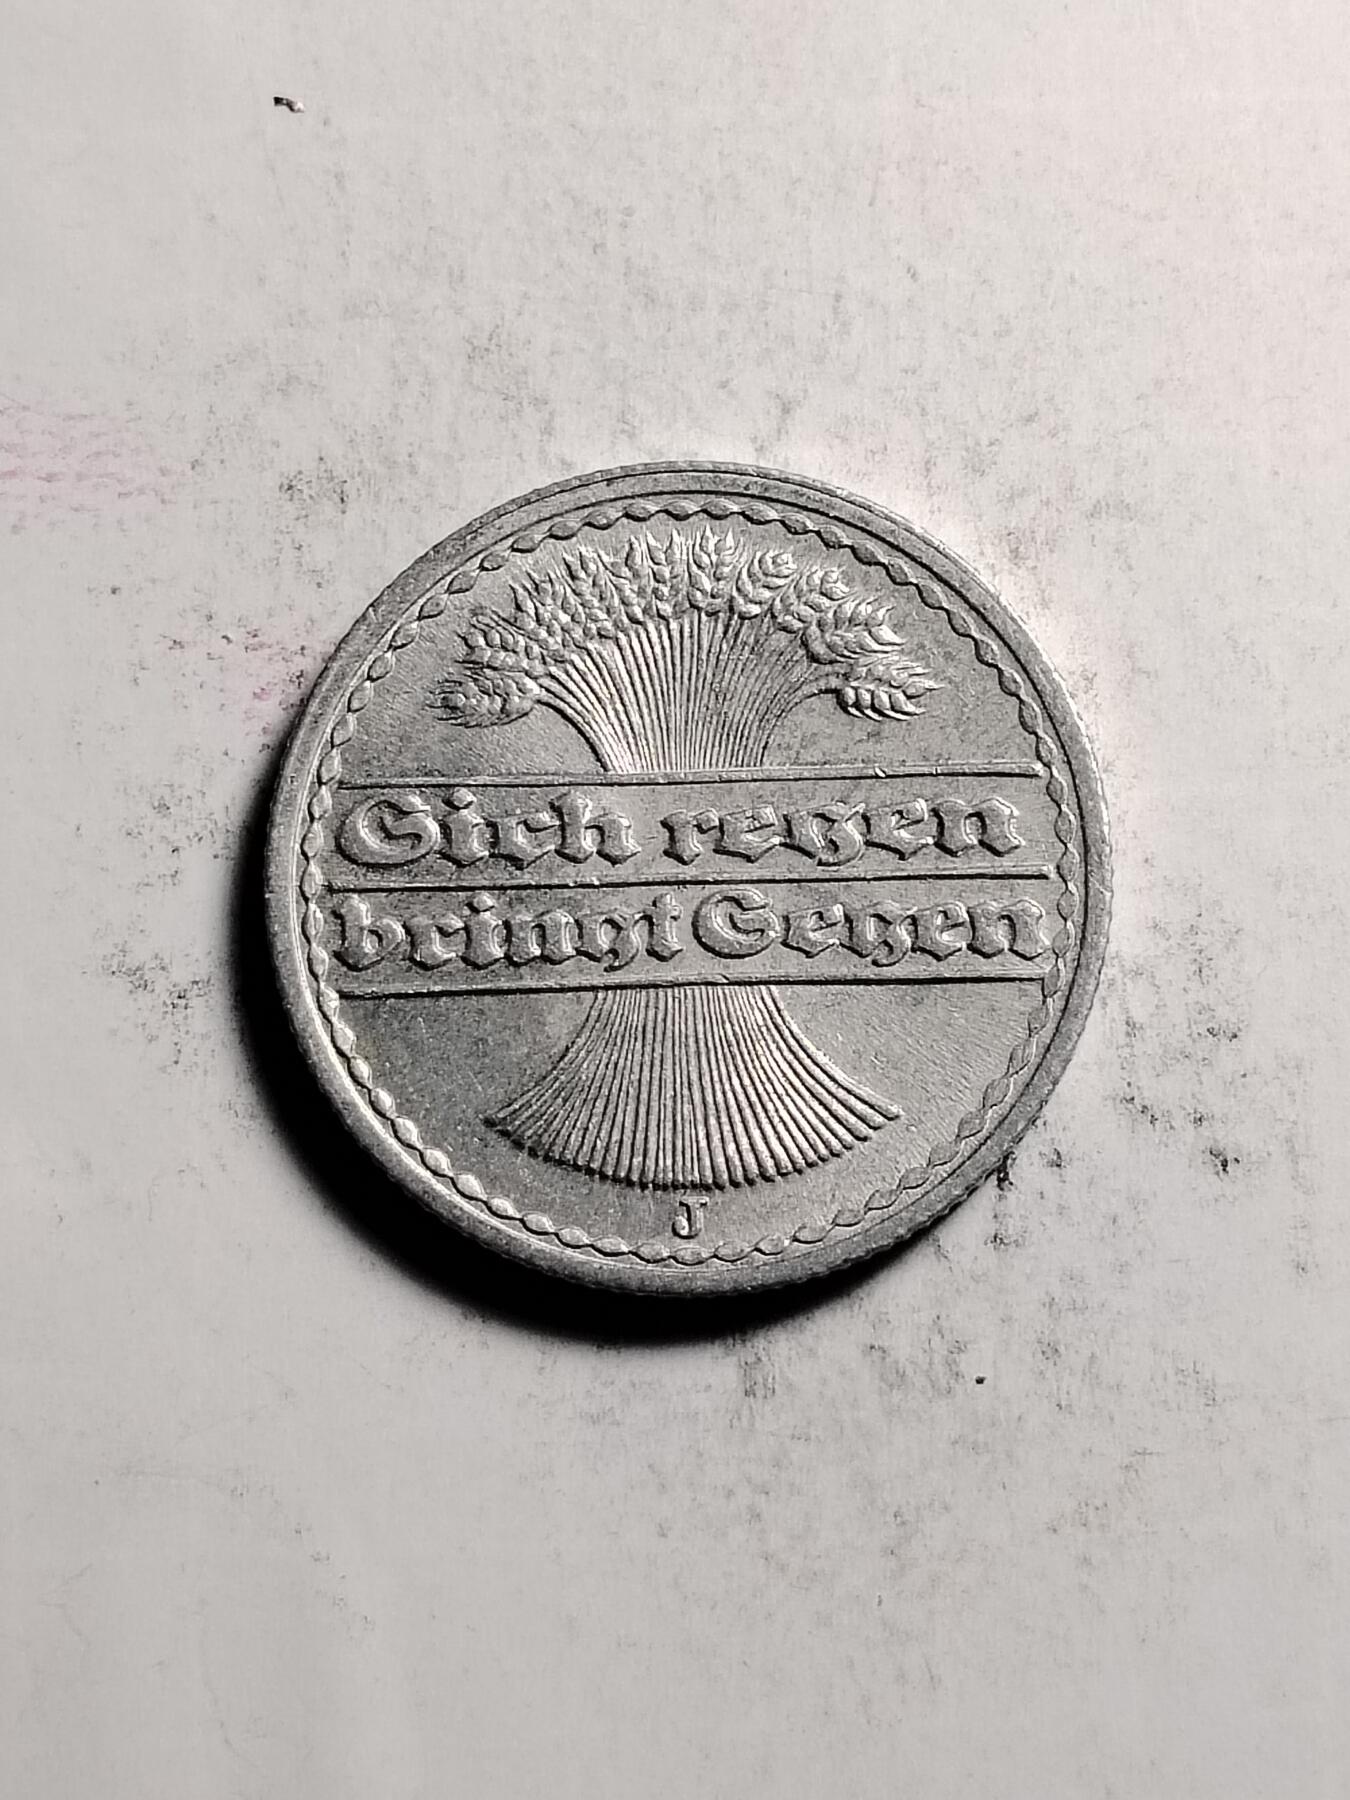 Sich regen
bringt Segen
J